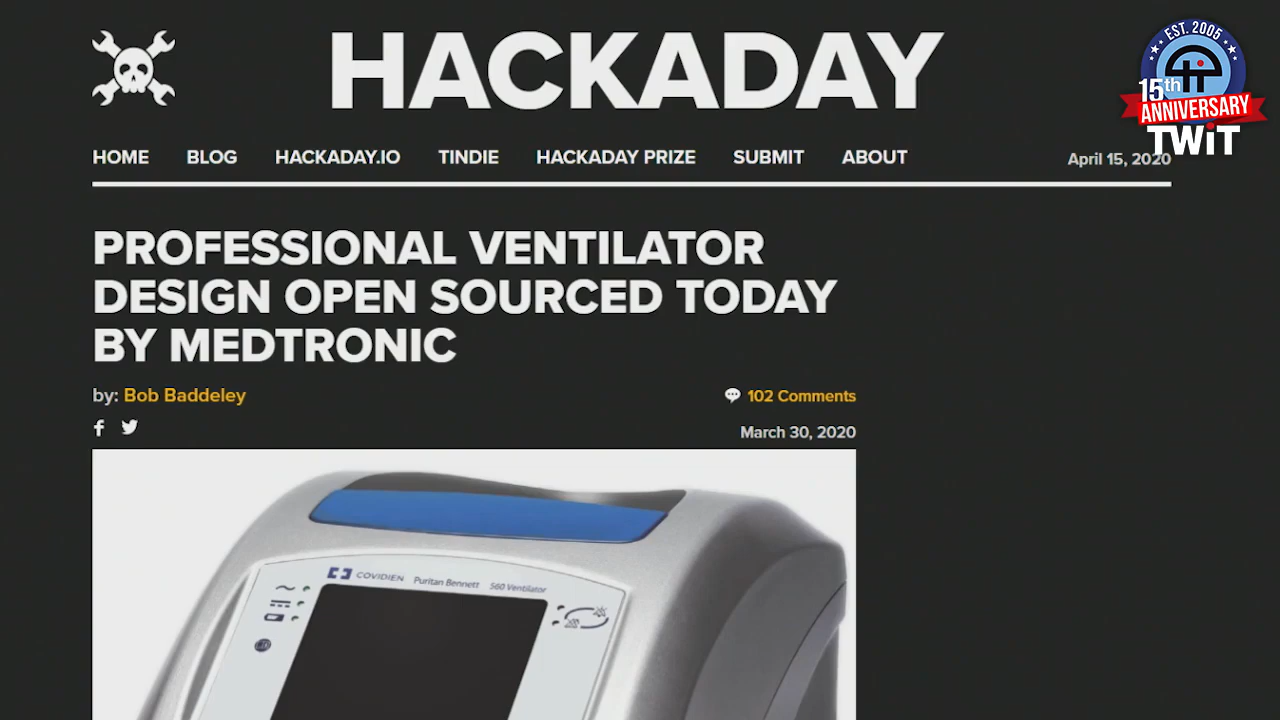 HACKADAY
EST. 2005
15th
ANNIVERSARY
TWiT
HOME BLOG HACKADAY.IO TINDIE HACKADAY PRIZE SUBMIT ABOUT
April 15, 2020
PROFESSIONAL VENTILATOR
DESIGN OPEN SOURCED TODAY
BY MEDTRONIC
by: Bob Baddeley
102 Comments
March 30, 2020
COVIDIEN Puritan Bennett 560 Ventilator